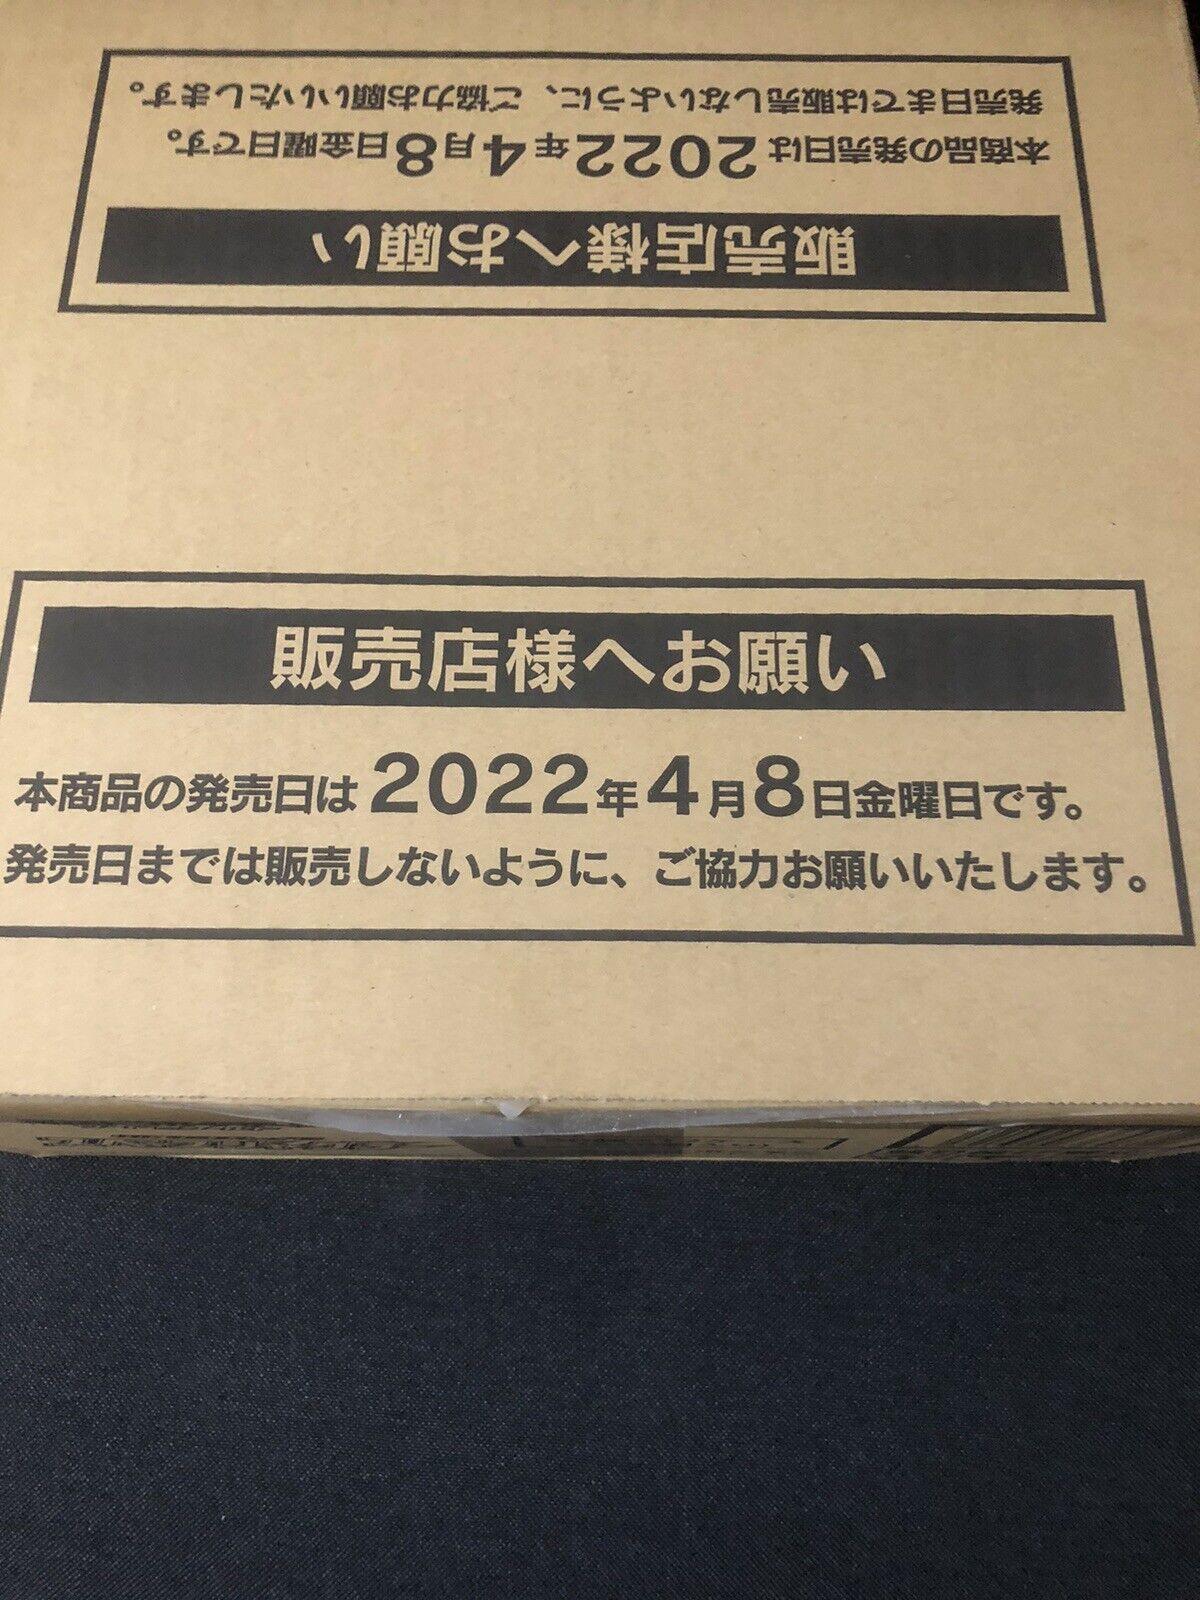 発売日までは販売しないように、ご協力お願いいたします。
本商品の発売日は2022年4月8日金曜日です。
販売店様へお願い
販売店様へお願い
本商品の発売日は2022年4月8日金曜日です。
発売日までは販売しないように、ご協力お願いいたします。